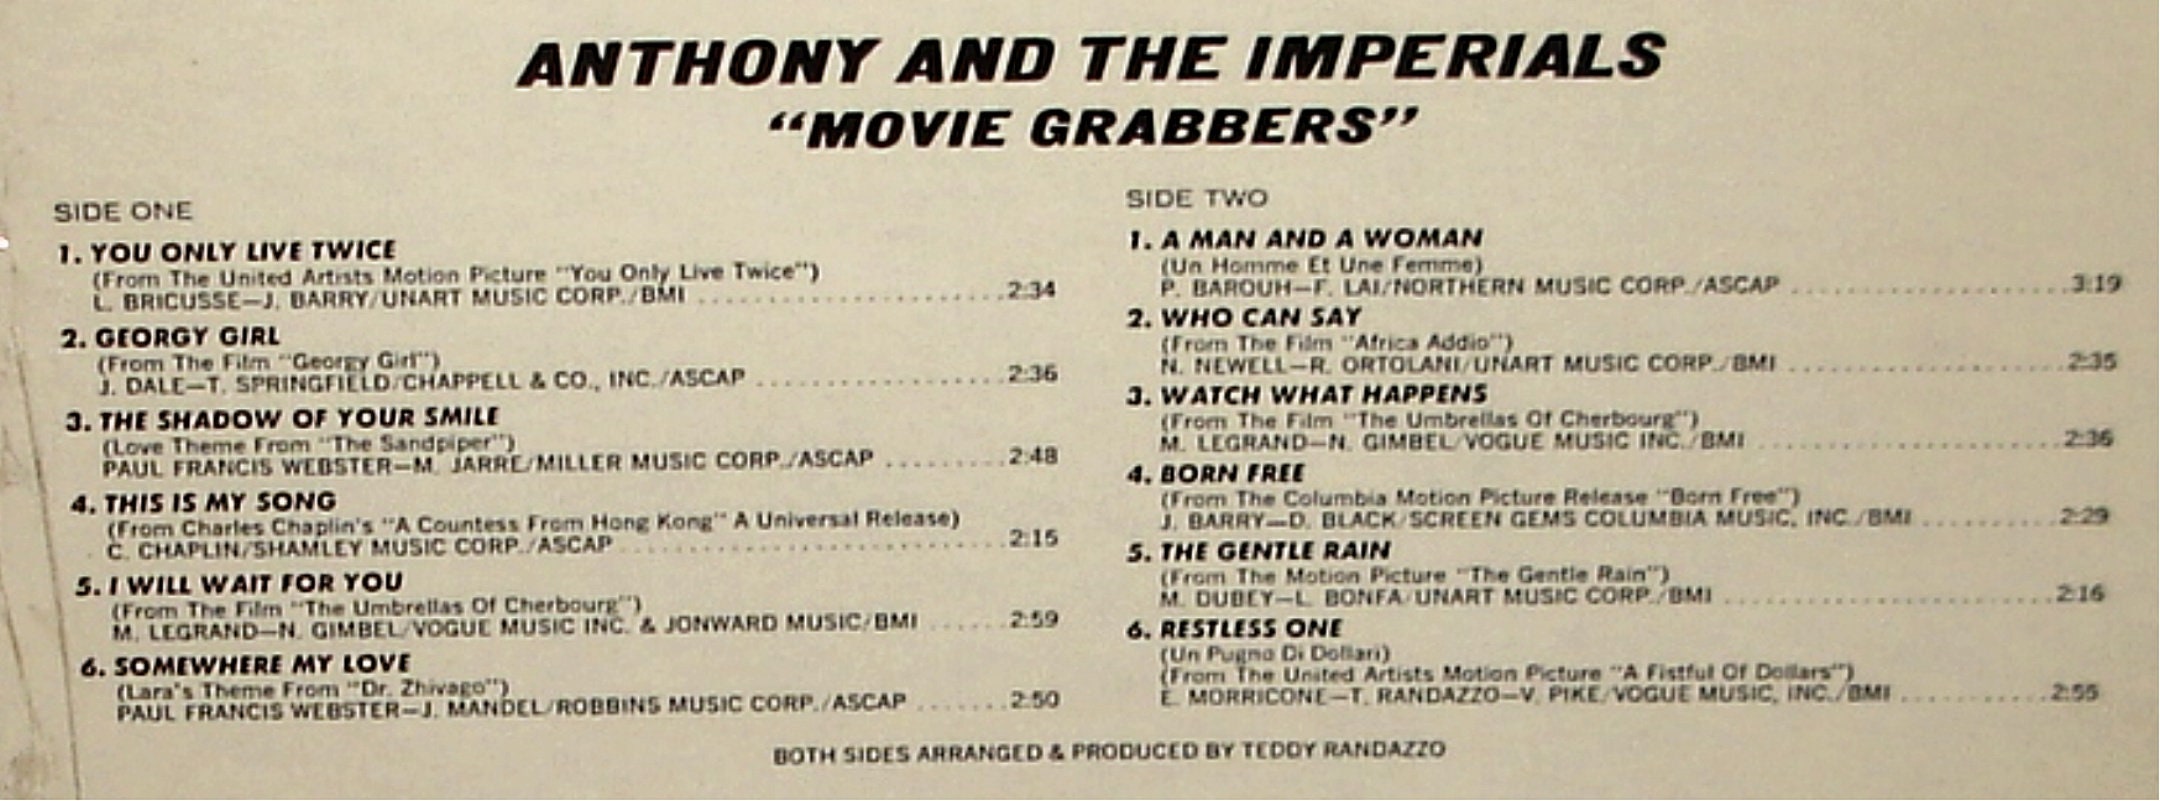 ANTHONY AND THE IMPERIALS
"MOVIE GRABBERS"
SIDE ONE
1. YOU ONLY LIVE TWICE
(From The United Artists Motion Picture "You Only Live Twice")
L. BRICUSSE—J. BARRY/UNART MUSIC CORP./BMI ..................... 2:34
2. GEORGY GIRL
(From The Film "Georgy Girl")
J. DALE—T. SPRINGFIELD/CHAPPELL & CO., INC./ASCAP ................. 2:36
3. THE SHADOW OF YOUR SMILE
(Love Theme From "The Sandpiper")
PAUL FRANCIS WEBSTER—M. JARRE/MILLER MUSIC CORP./ASCAP ......... 2:48
4. THIS IS MY SONG
(From Charles Chaplin's "A Countess From Hong Kong" A Universal Release)
C. CHAPLIN/SHAMLEY MUSIC CORP./ASCAP .......................... 2:15
5. I WILL WAIT FOR YOU
(From The Film "The Umbrellas Of Cherbourg")
M. LEGRAND—N. GIMBEL/VOGUE MUSIC INC. & JONWARD MUSIC/BMI ...... 2:59
6. SOMEWHERE MY LOVE
(Lara's Theme From "Dr. Zhivago")
PAUL FRANCIS WEBSTER—J. MANDEL/ROBBINS MUSIC CORP./ASCAP ....... 2:50
SIDE TWO
1. A MAN AND A WOMAN
(Un Homme Et Une Femme)
P. BAROUH—F. LAI/NORTHERN MUSIC CORP./ASCAP ................... 3:19
2. WHO CAN SAY
(From The Film "Africa Addio")
N. NEWELL—R. ORTOLANI/UNART MUSIC CORP./BMI .................. 2:35
3. WATCH WHAT HAPPENS
(From The Film "The Umbrellas Of Cherbourg")
M. LEGRAND—N. GIMBEL/VOGUE MUSIC INC./BMI .................... 2:36
4. BORN FREE
(From The Columbia Motion Picture Release "Born Free")
J. BARRY—D. BLACK/SCREEN GEMS COLUMBIA MUSIC, INC./BMI ......... 2:29
5. THE GENTLE RAIN
(From The Motion Picture "The Gentle Rain")
M. DUBEY—L. BONFA/UNART MUSIC CORP./BMI ...................... 2:16
6. RESTLESS ONE
(Un Pugno Di Dollari)
(From The United Artists Motion Picture "A Fistful Of Dollars")
E. MORRICONE—T. RANDAZZO—V. PIKE/VOGUE MUSIC, INC./BMI .......... 2:55
BOTH SIDES ARRANGED & PRODUCED BY TEDDY RANDAZZO